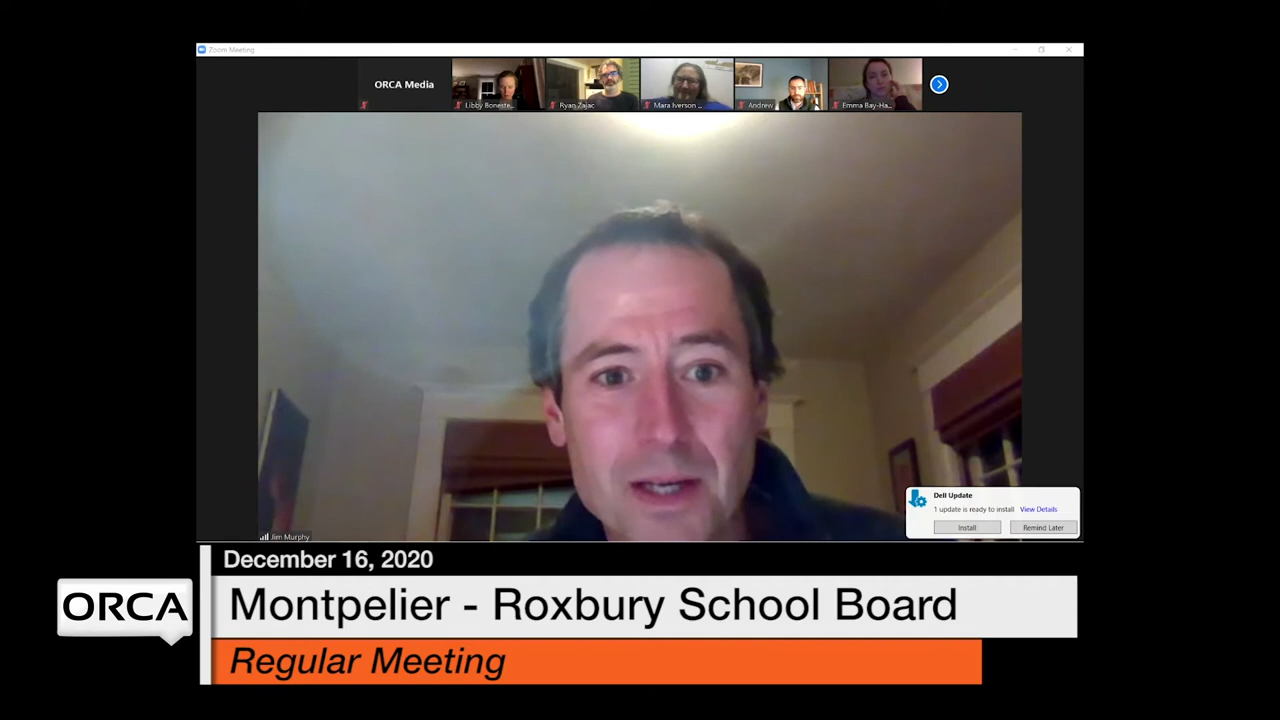 Zoom Meeting
ORCA Media
Libby Boneste...
Ryan Zajac
Mara Iverson ...
Andrew
Emma Bay-Ha...
Dell Update
1 update is ready to install View Details
Install Remind Later
Jim Murphy
December 16, 2020
ORCA
Montpelier - Roxbury School Board
Regular Meeting